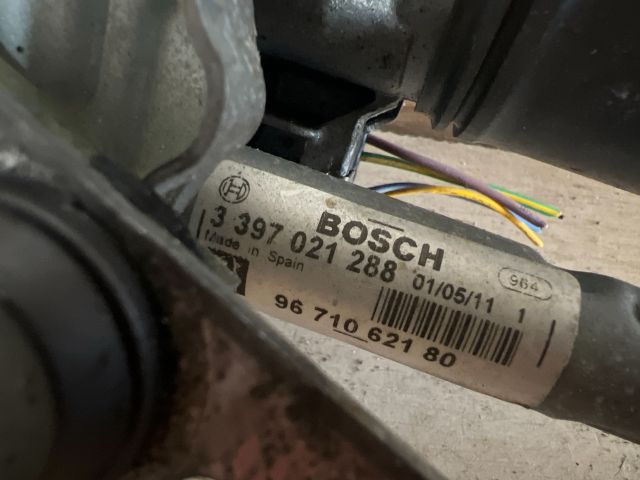 BOSCH
3 397 021 288
Made in Spain
01/05/11 1
964
96 710 621 80